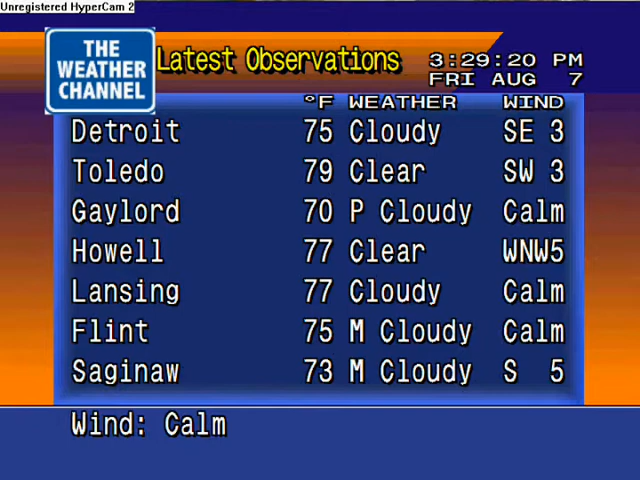 Unregistered HyperCam 2
THE
WEATHER
CHANNEL
Latest Observations
3:29:20 PM
FRI AUG 7
°F WEATHER WIND
Detroit 75 Cloudy SE 3
Toledo 79 Clear SW 3
Gaylord 70 P Cloudy Calm
Howell 77 Clear WNW5
Lansing 77 Cloudy Calm
Flint 75 M Cloudy Calm
Saginaw 73 M Cloudy S 5
Wind: Calm